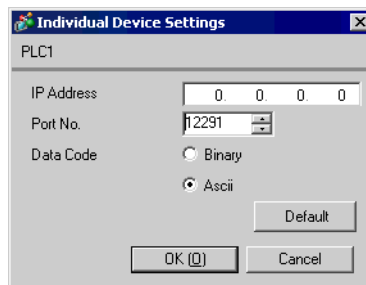 Individual Device Settings
PLC1
IP Address 0. 0. 0. 0
Port No. 12291
Data Code Binary
Ascii
Default
OK (O) Cancel